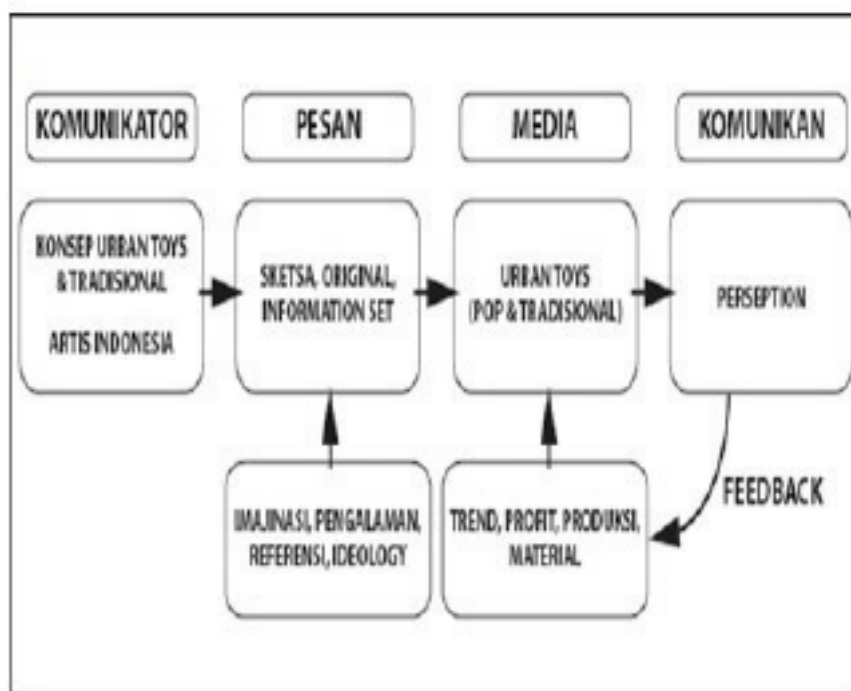 KOMUNIKATOR
PESAN
MEDIA
KOMUNIKAN
KONSEP URBAN TOYS
& TRADISIONAL
ARTIS INDONESIA
SKETSA, ORIGINAL,
INFORMATION SET
URBAN TOYS
(POP & TRADISIONAL)
PERSEPTION
IMAJINASI, PENGALAMAN,
REFERENSI, IDEOLOGY
TREND, PROFIT, PRODUKSI,
MATERIAL
FEEDBACK